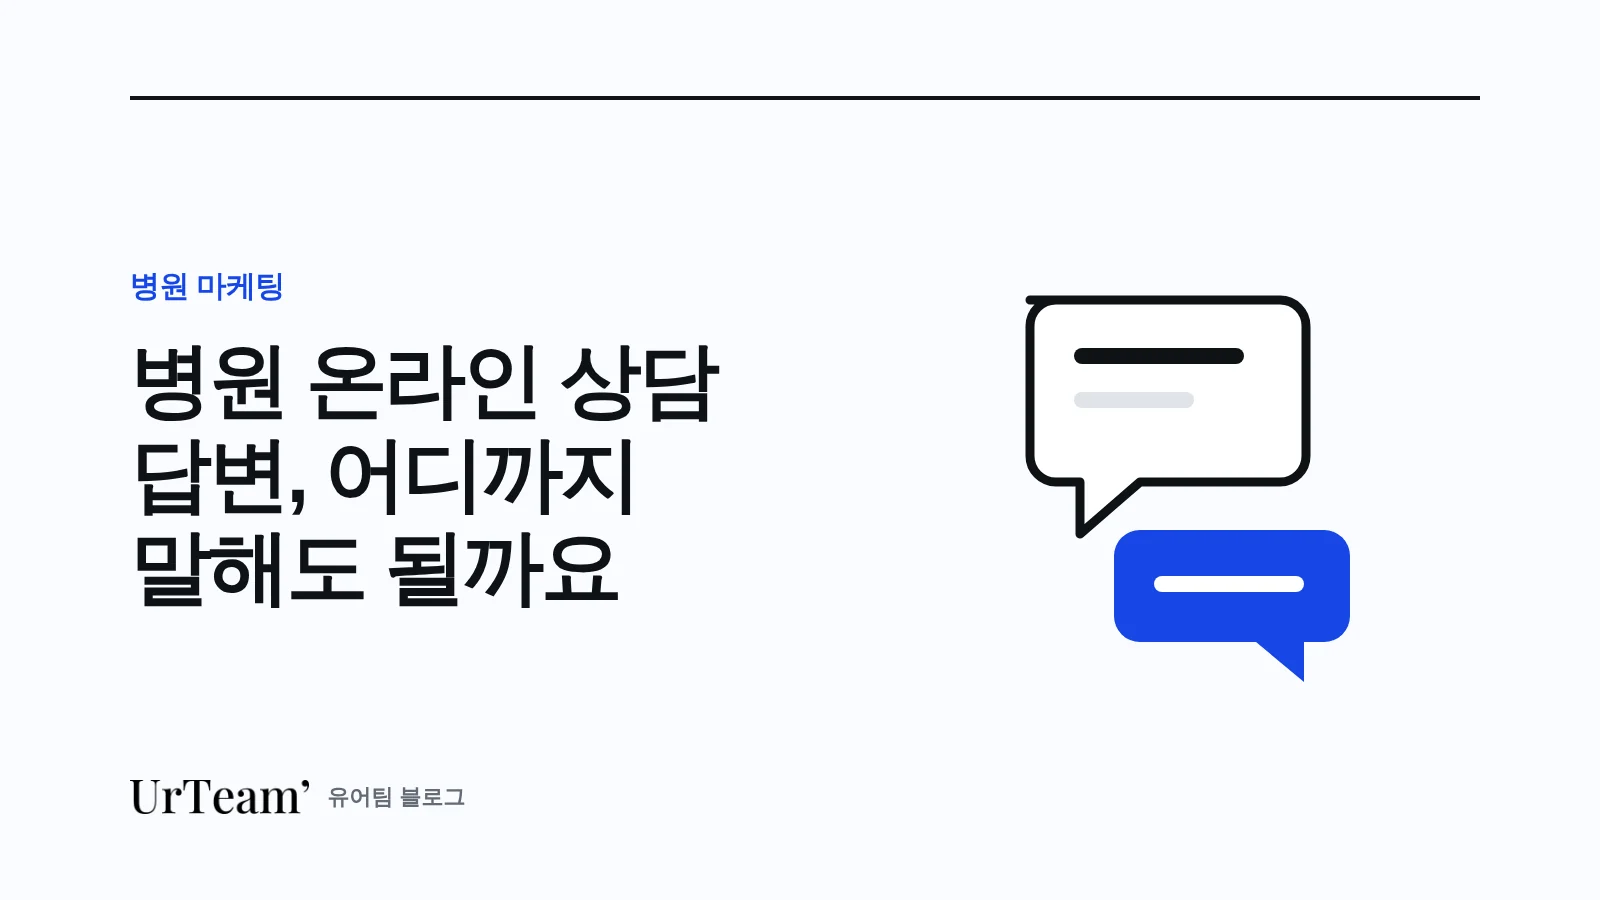 병원 마케팅
병원 온라인 상담
답변, 어디까지
말해도 될까요
UrTeam’ 유어팀 블로그